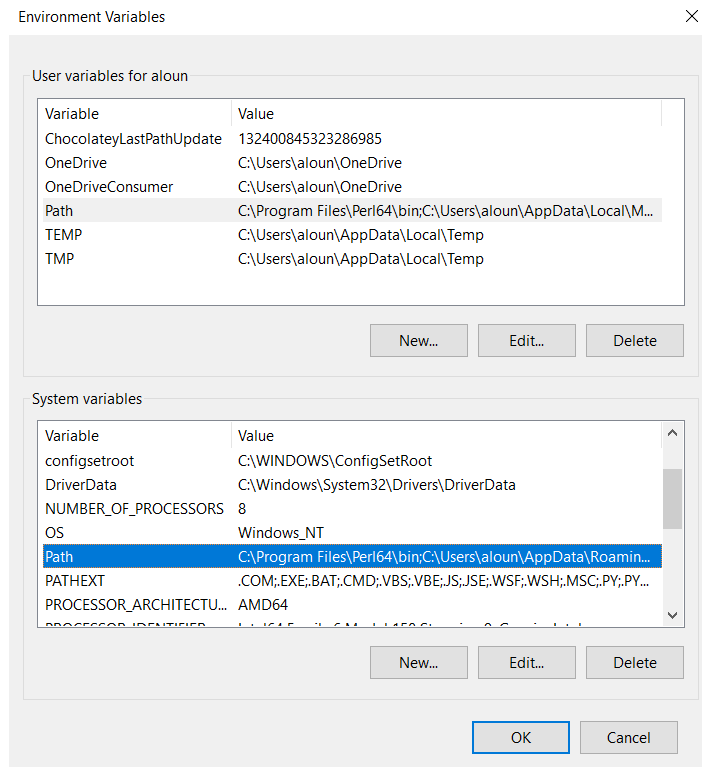 Environment Variables
User variables for aloun
Variable Value
ChocolateyLastPathUpdate 132400845323286985
OneDrive C:\Users\aloun\OneDrive
OneDriveConsumer C:\Users\aloun\OneDrive
Path C:\Program Files\Perl64\bin;C:\Users\aloun\AppData\Local\M...
TEMP C:\Users\aloun\AppData\Local\Temp
TMP C:\Users\aloun\AppData\Local\Temp
New... Edit... Delete
System variables
Variable Value
configsetroot C:\WINDOWS\ConfigSetRoot
DriverData C:\Windows\System32\Drivers\DriverData
NUMBER_OF_PROCESSORS 8
OS Windows_NT
Path C:\Program Files\Perl64\bin;C:\Users\aloun\AppData\Roamin...
PATHEXT .COM;.EXE;.BAT;.CMD;.VBS;.VBE;.JS;.JSE;.WSF;.WSH;.MSC;.PY;.PY...
PROCESSOR_ARCHITECTU... AMD64
New... Edit... Delete
OK Cancel